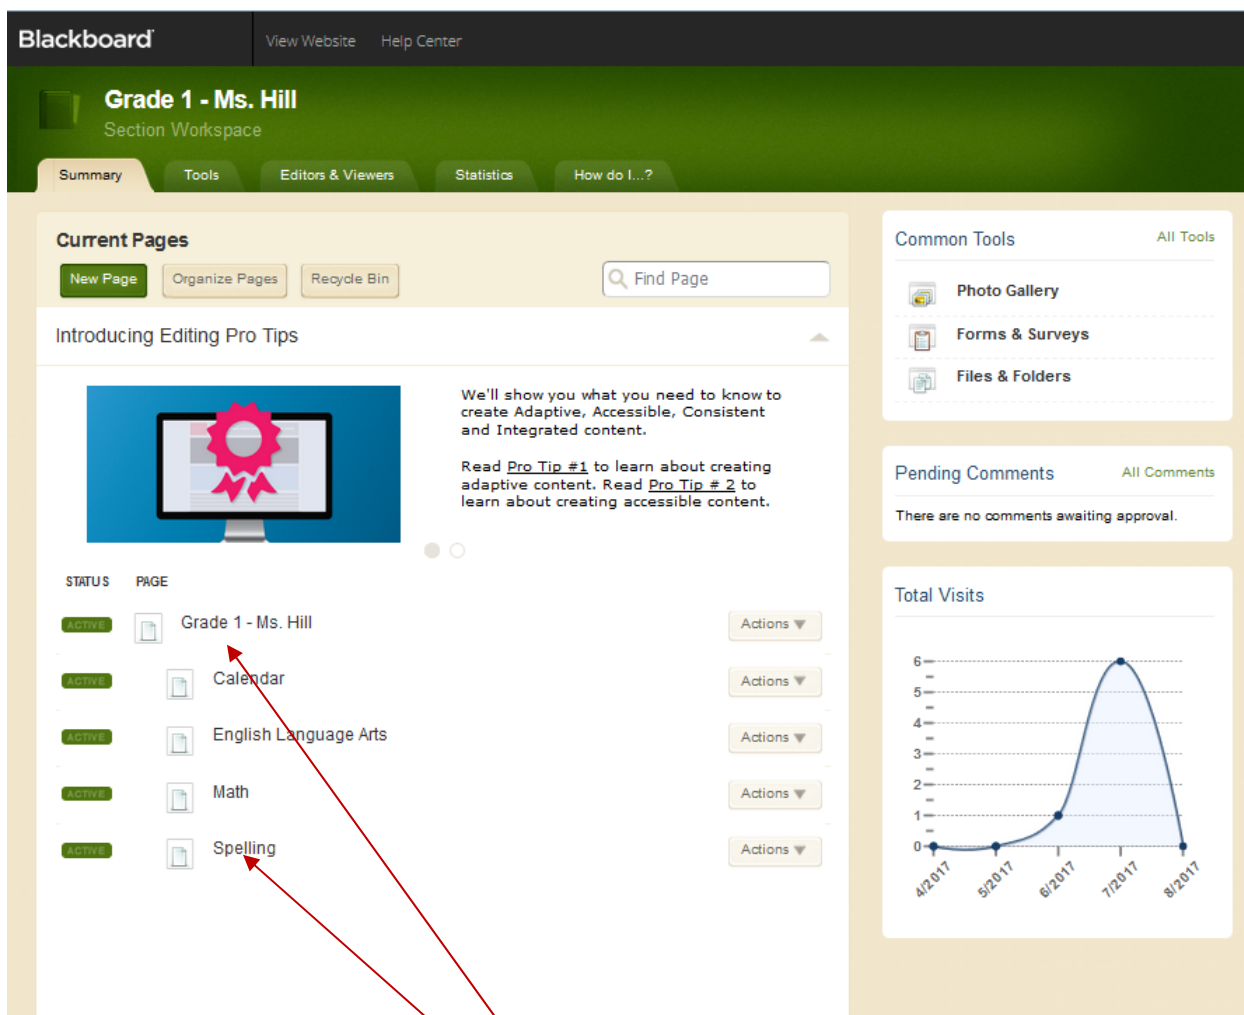 Blackboard View Website Help Center
Grade 1 - Ms. Hill
Section Workspace
Summary Tools Editors & Viewers Statistics How do I...?
Current Pages
New Page Organize Pages Recycle Bin Find Page
Introducing Editing Pro Tips
We'll show you what you need to know to
create Adaptive, Accessible, Consistent
and Integrated content.
Read Pro Tip #1 to learn about creating
adaptive content. Read Pro Tip # 2 to
learn about creating accessible content.
STATUS PAGE
ACTIVE Grade 1 - Ms. Hill Actions
ACTIVE Calendar Actions
ACTIVE English Language Arts Actions
ACTIVE Math Actions
ACTIVE Spelling Actions
Common Tools All Tools
Photo Gallery
Forms & Surveys
Files & Folders
Pending Comments All Comments
There are no comments awaiting approval.
Total Visits
6
5
4
3
2
1
0
4/2017 5/2017 6/2017 7/2017 8/2017